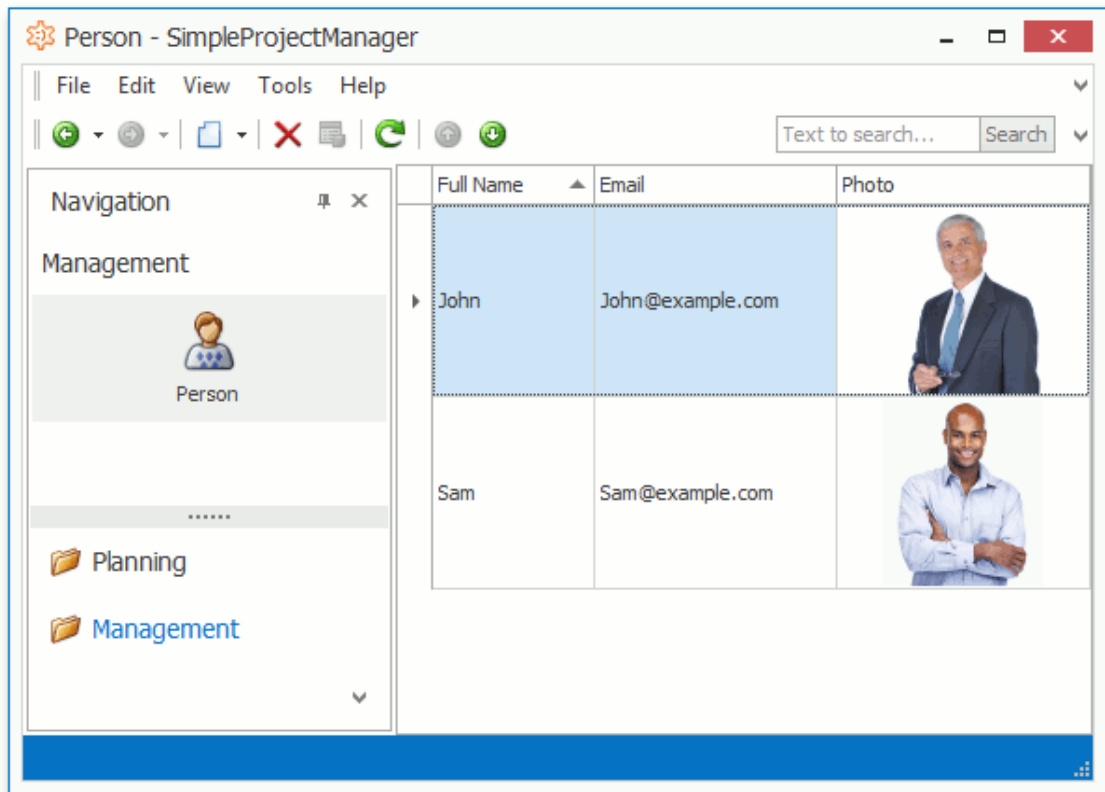 Person - SimpleProjectManager
File Edit View Tools Help
Text to search... Search
Navigation
Management
Person
Planning
Management
Full Name Email Photo
John John@example.com
Sam Sam@example.com